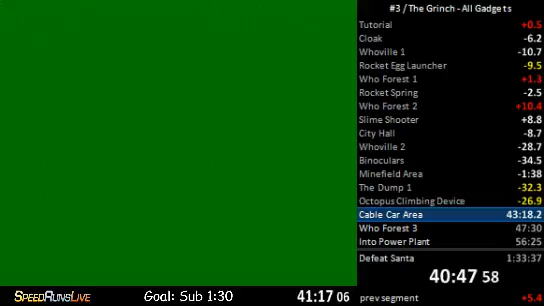 #3 / The Grinch - All Gadgets
Tutorial +0.5
Cloak -6.2
Whoville 1 -10.7
Rocket Egg Launcher -9.5
Who Forest 1 +1.3
Rocket Spring -2.5
Who Forest 2 +10.4
Slime Shooter +8.8
City Hall -8.7
Whoville 2 -28.7
Binoculars -34.5
Minefield Area -1:38
The Dump 1 -32.3
Octopus Climbing Device -26.9
Cable Car Area 43:18.2
Who Forest 3 47:30
Into Power Plant 56:25
Defeat Santa 1:33:37
40:47 58
SpeedRunsLive Goal: Sub 1:30 41:17 06
prev segment +5.4